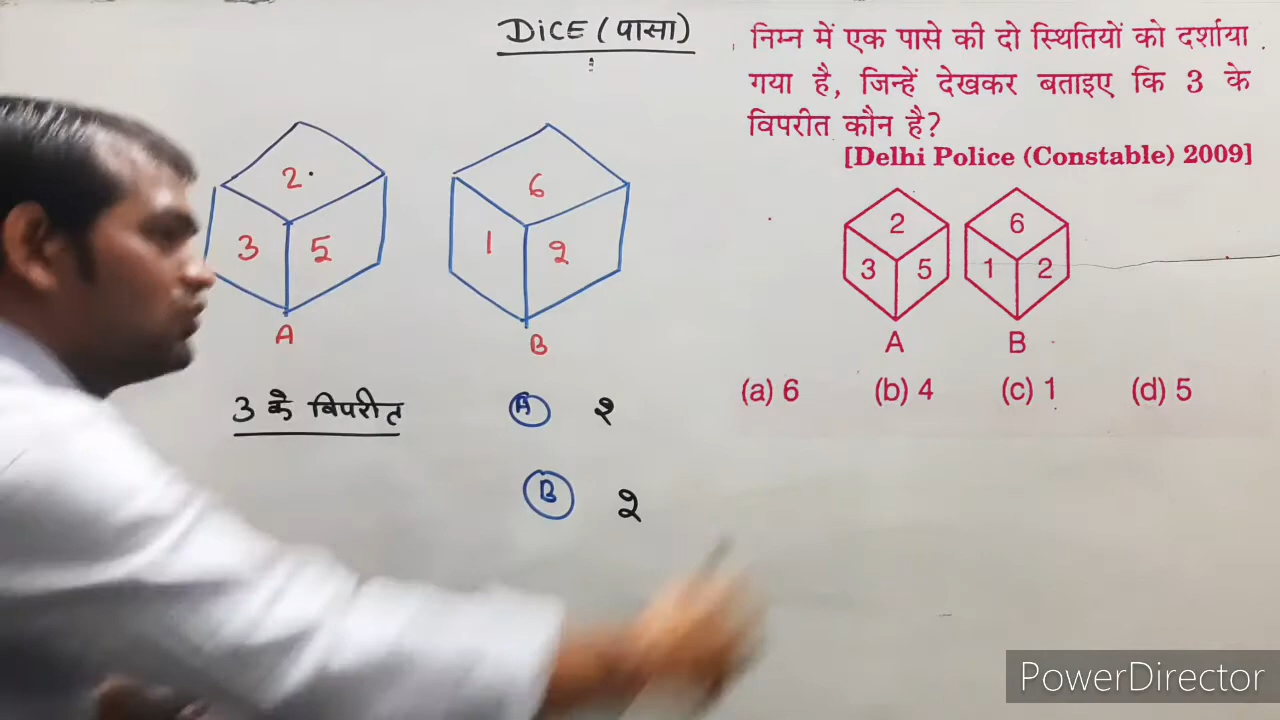 DiCE (पासा)
2
3 5
A
6
1 2
B
3 के विपरीत
A 2
B 2
निम्न में एक पासे की दो स्थितियों को दर्शाया
गया है, जिन्हें देखकर बताइए कि 3 के
विपरीत कौन है?
[Delhi Police (Constable) 2009]
2
3 5
A
6
1 2
B
(a) 6 (b) 4 (c) 1 (d) 5
PowerDirector